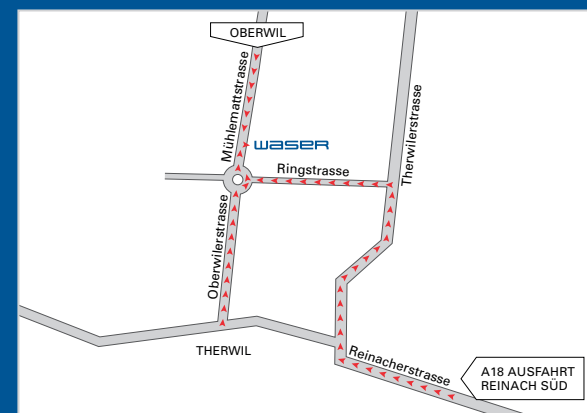 OBERWIL
Mühlemattstrasse
Therwilerstrasse
waser
Ringstrasse
Oberwilerstrasse
THERWIL
Reinacherstrasse
A18 AUSFAHRT
REINACH SÜD